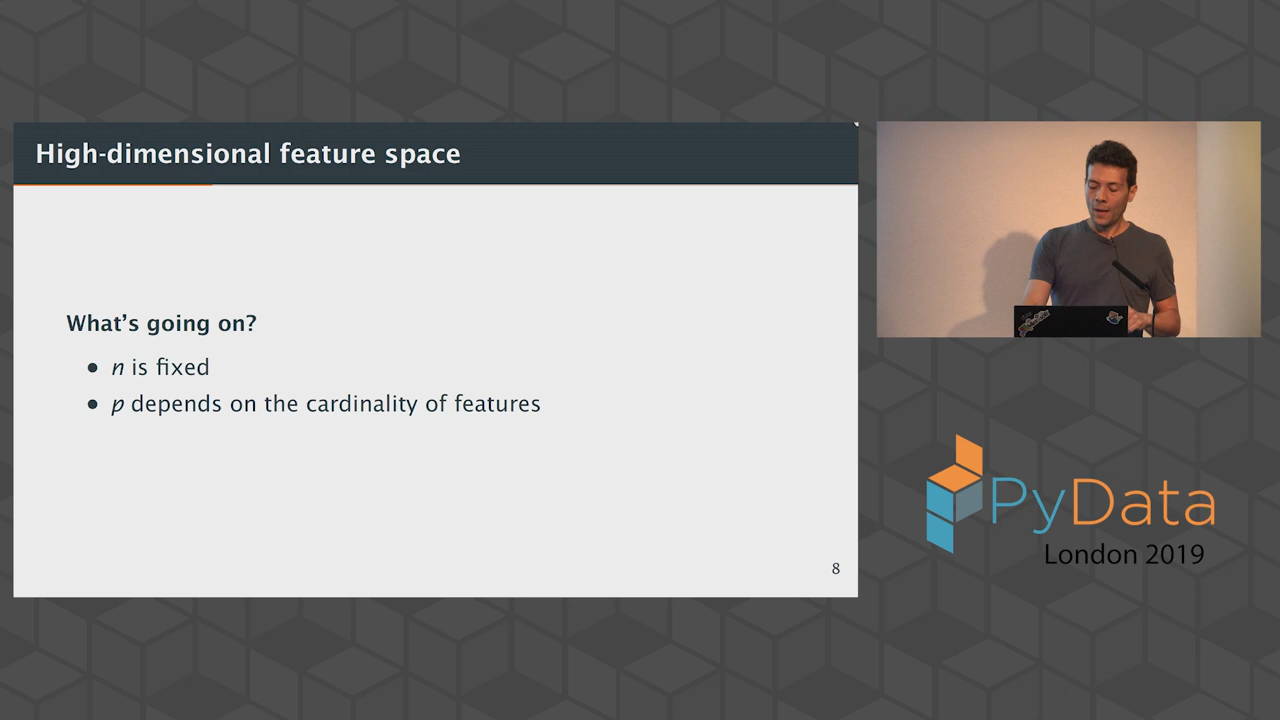 High-dimensional feature space
What's going on?
• n is fixed
• p depends on the cardinality of features
8
PyData
London 2019